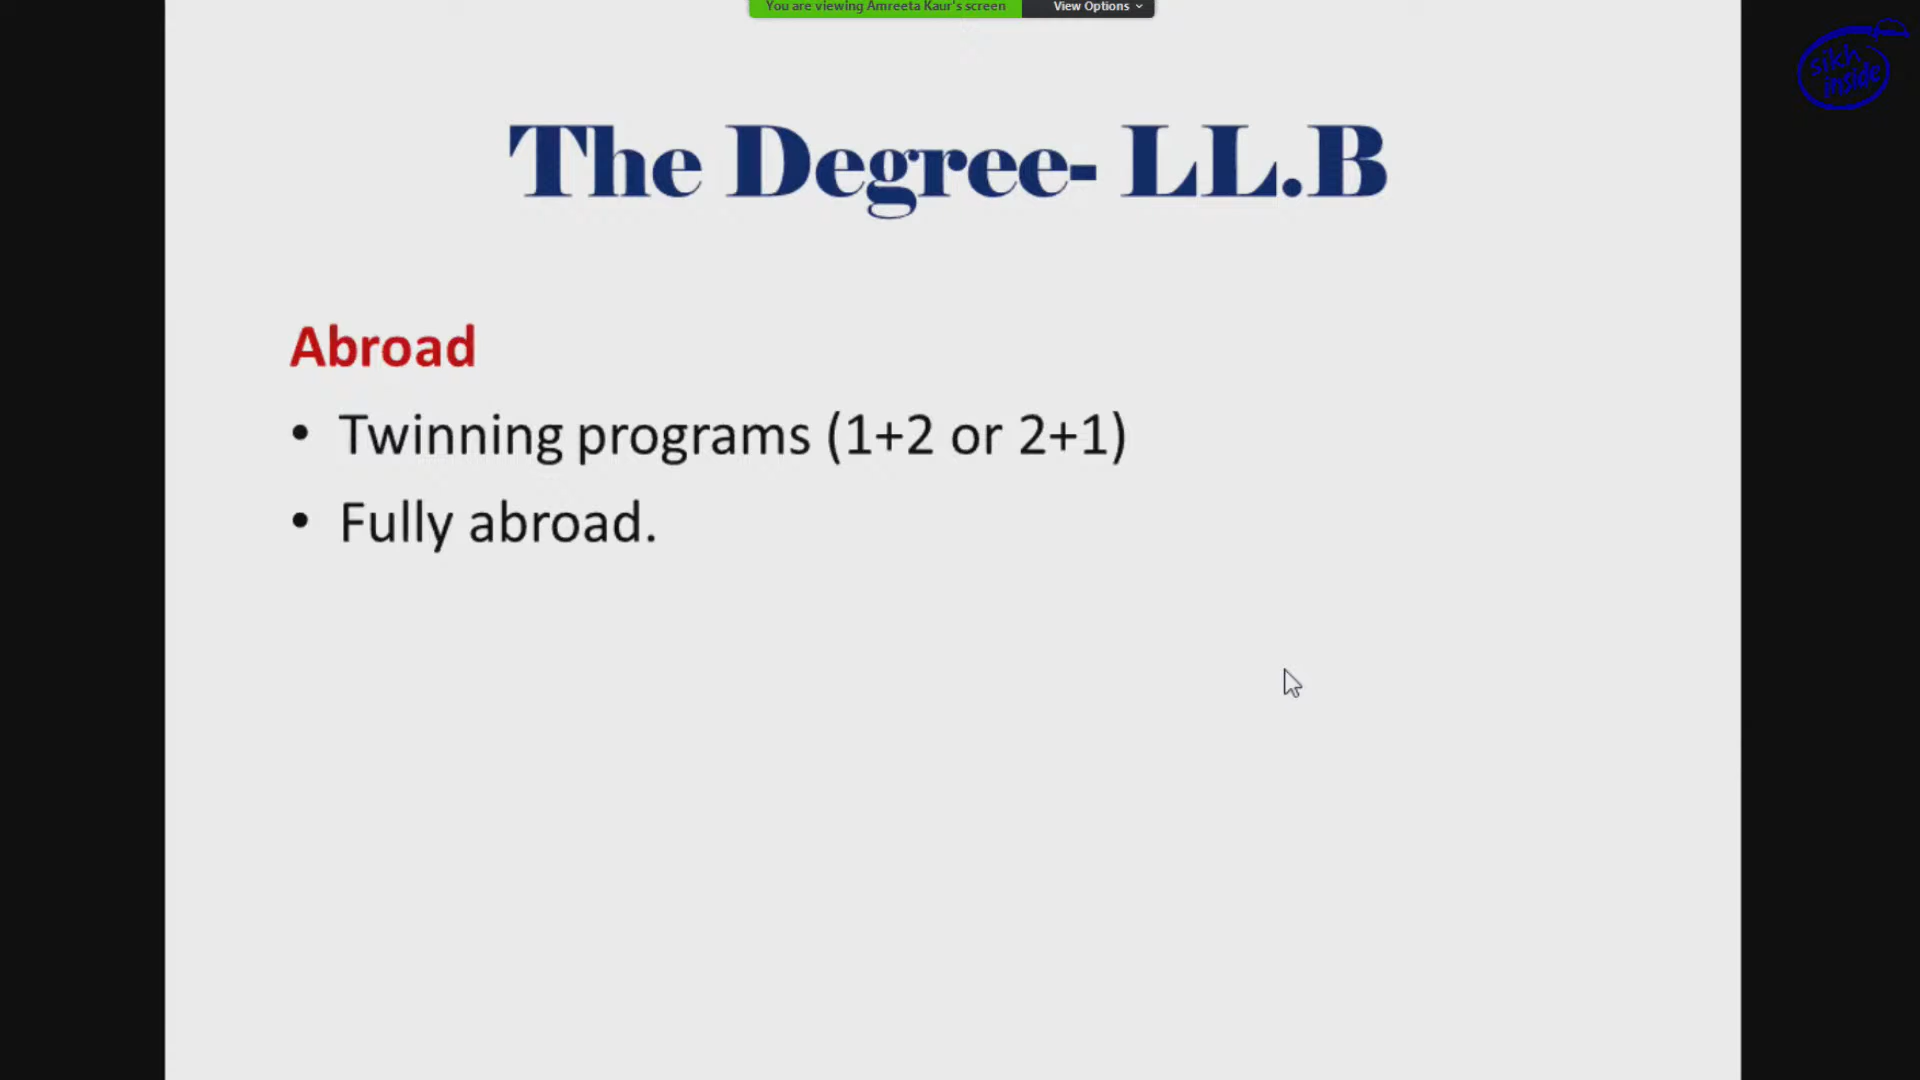 You are viewing Amreeta Kaur's screen View Options
sikh
inside
The Degree- LL.B
Abroad
• Twinning programs (1+2 or 2+1)
• Fully abroad.